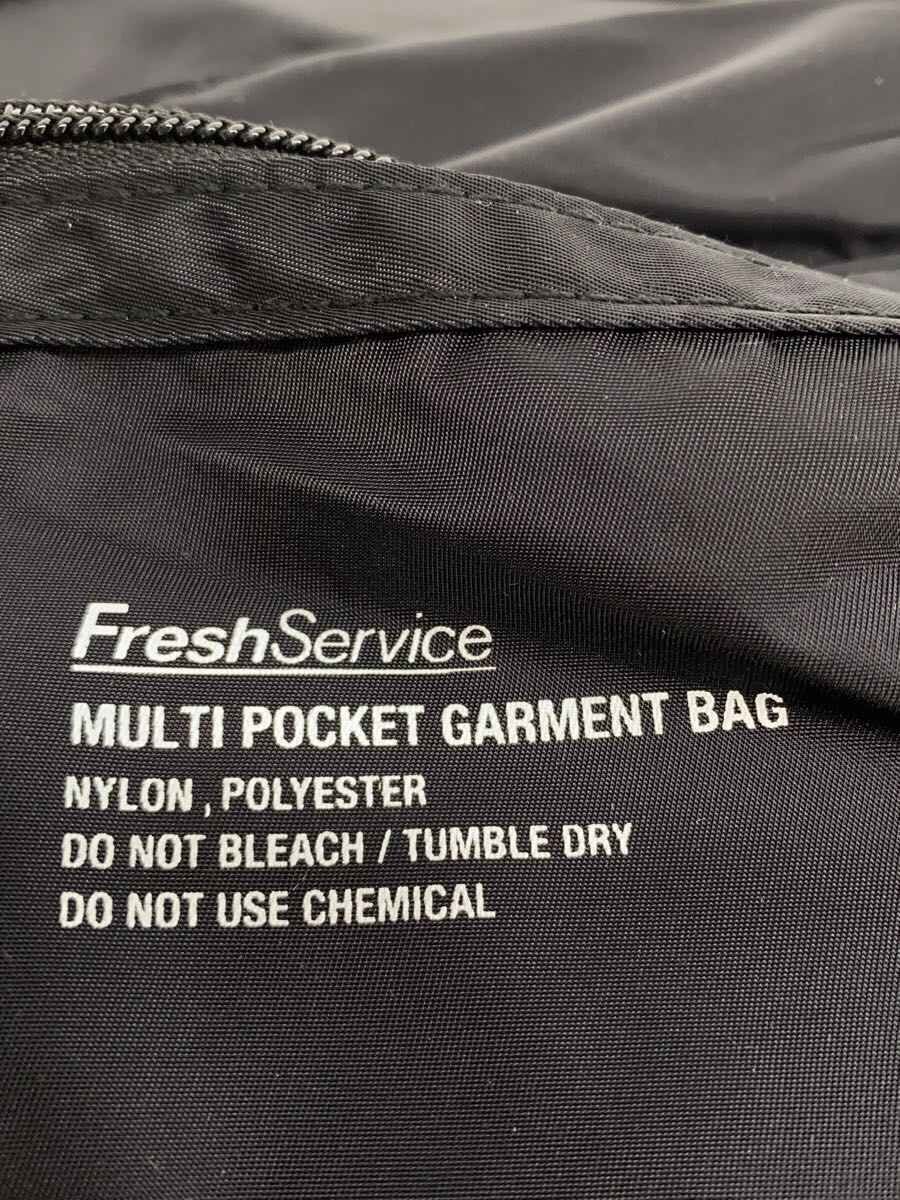 FreshService
MULTI POCKET GARMENT BAG
NYLON , POLYESTER
DO NOT BLEACH / TUMBLE DRY
DO NOT USE CHEMICAL